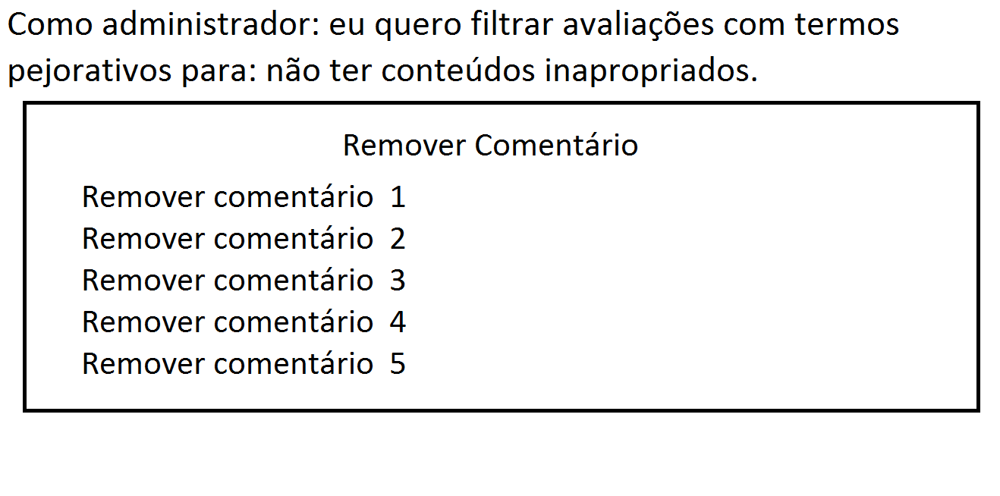 Como administrador: eu quero filtrar avaliações com termos
pejorativos para: não ter conteúdos inapropriados.
Remover Comentário
Remover comentário 1
Remover comentário 2
Remover comentário 3
Remover comentário 4
Remover comentário 5